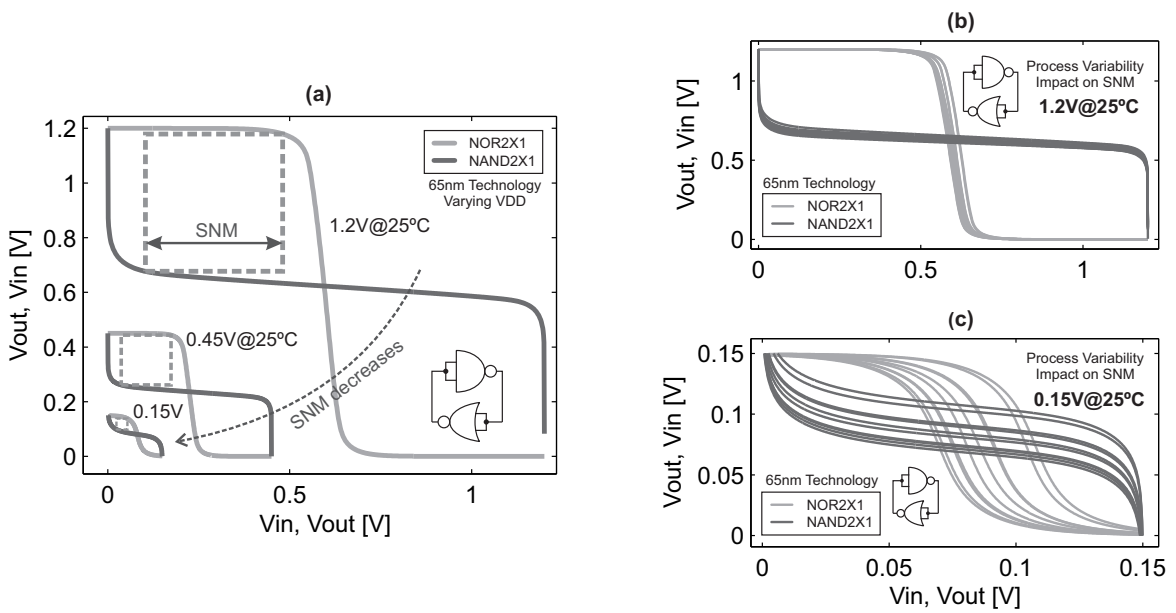 (a)
1.2
1
0.8
0.6
0.4
0.2
0
Vout, Vin [V]
NOR2X1
NAND2X1
65nm Technology
Varying VDD
SNM
1.2V@25ºC
0.45V@25ºC
0.15V
SNM decreases
0
0.5
1
Vin, Vout [V]
(b)
1
0.5
0
Vout, Vin [V]
Process Variability
Impact on SNM
1.2V@25ºC
65nm Technology
NOR2X1
NAND2X1
0
0.5
1
(c)
0.15
0.10
0.05
0
Vout, Vin [V]
Process Variability
Impact on SNM
0.15V@25ºC
65nm Technology
NOR2X1
NAND2X1
0
0.05
0.1
0.15
Vin, Vout [V]